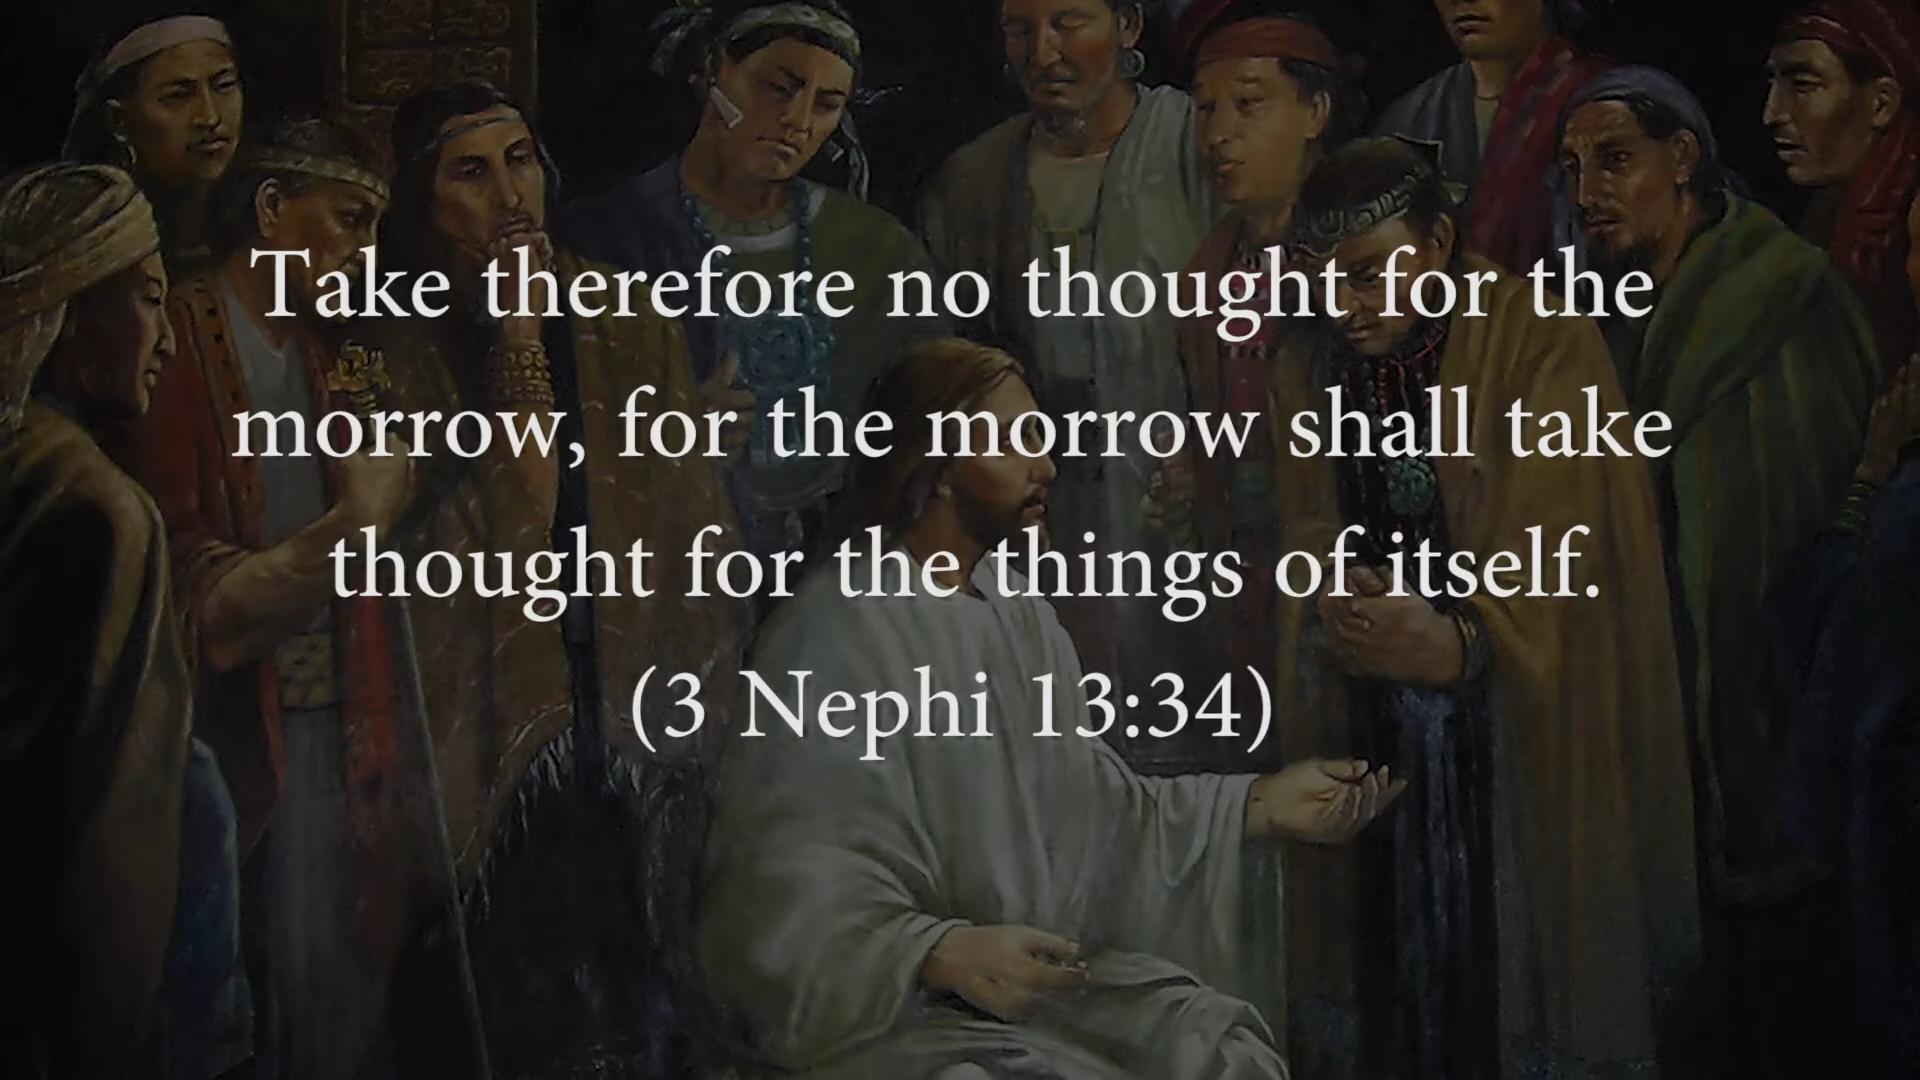 Take therefore no thought for the
morrow, for the morrow shall take
thought for the things of itself.
(3 Nephi 13:34)